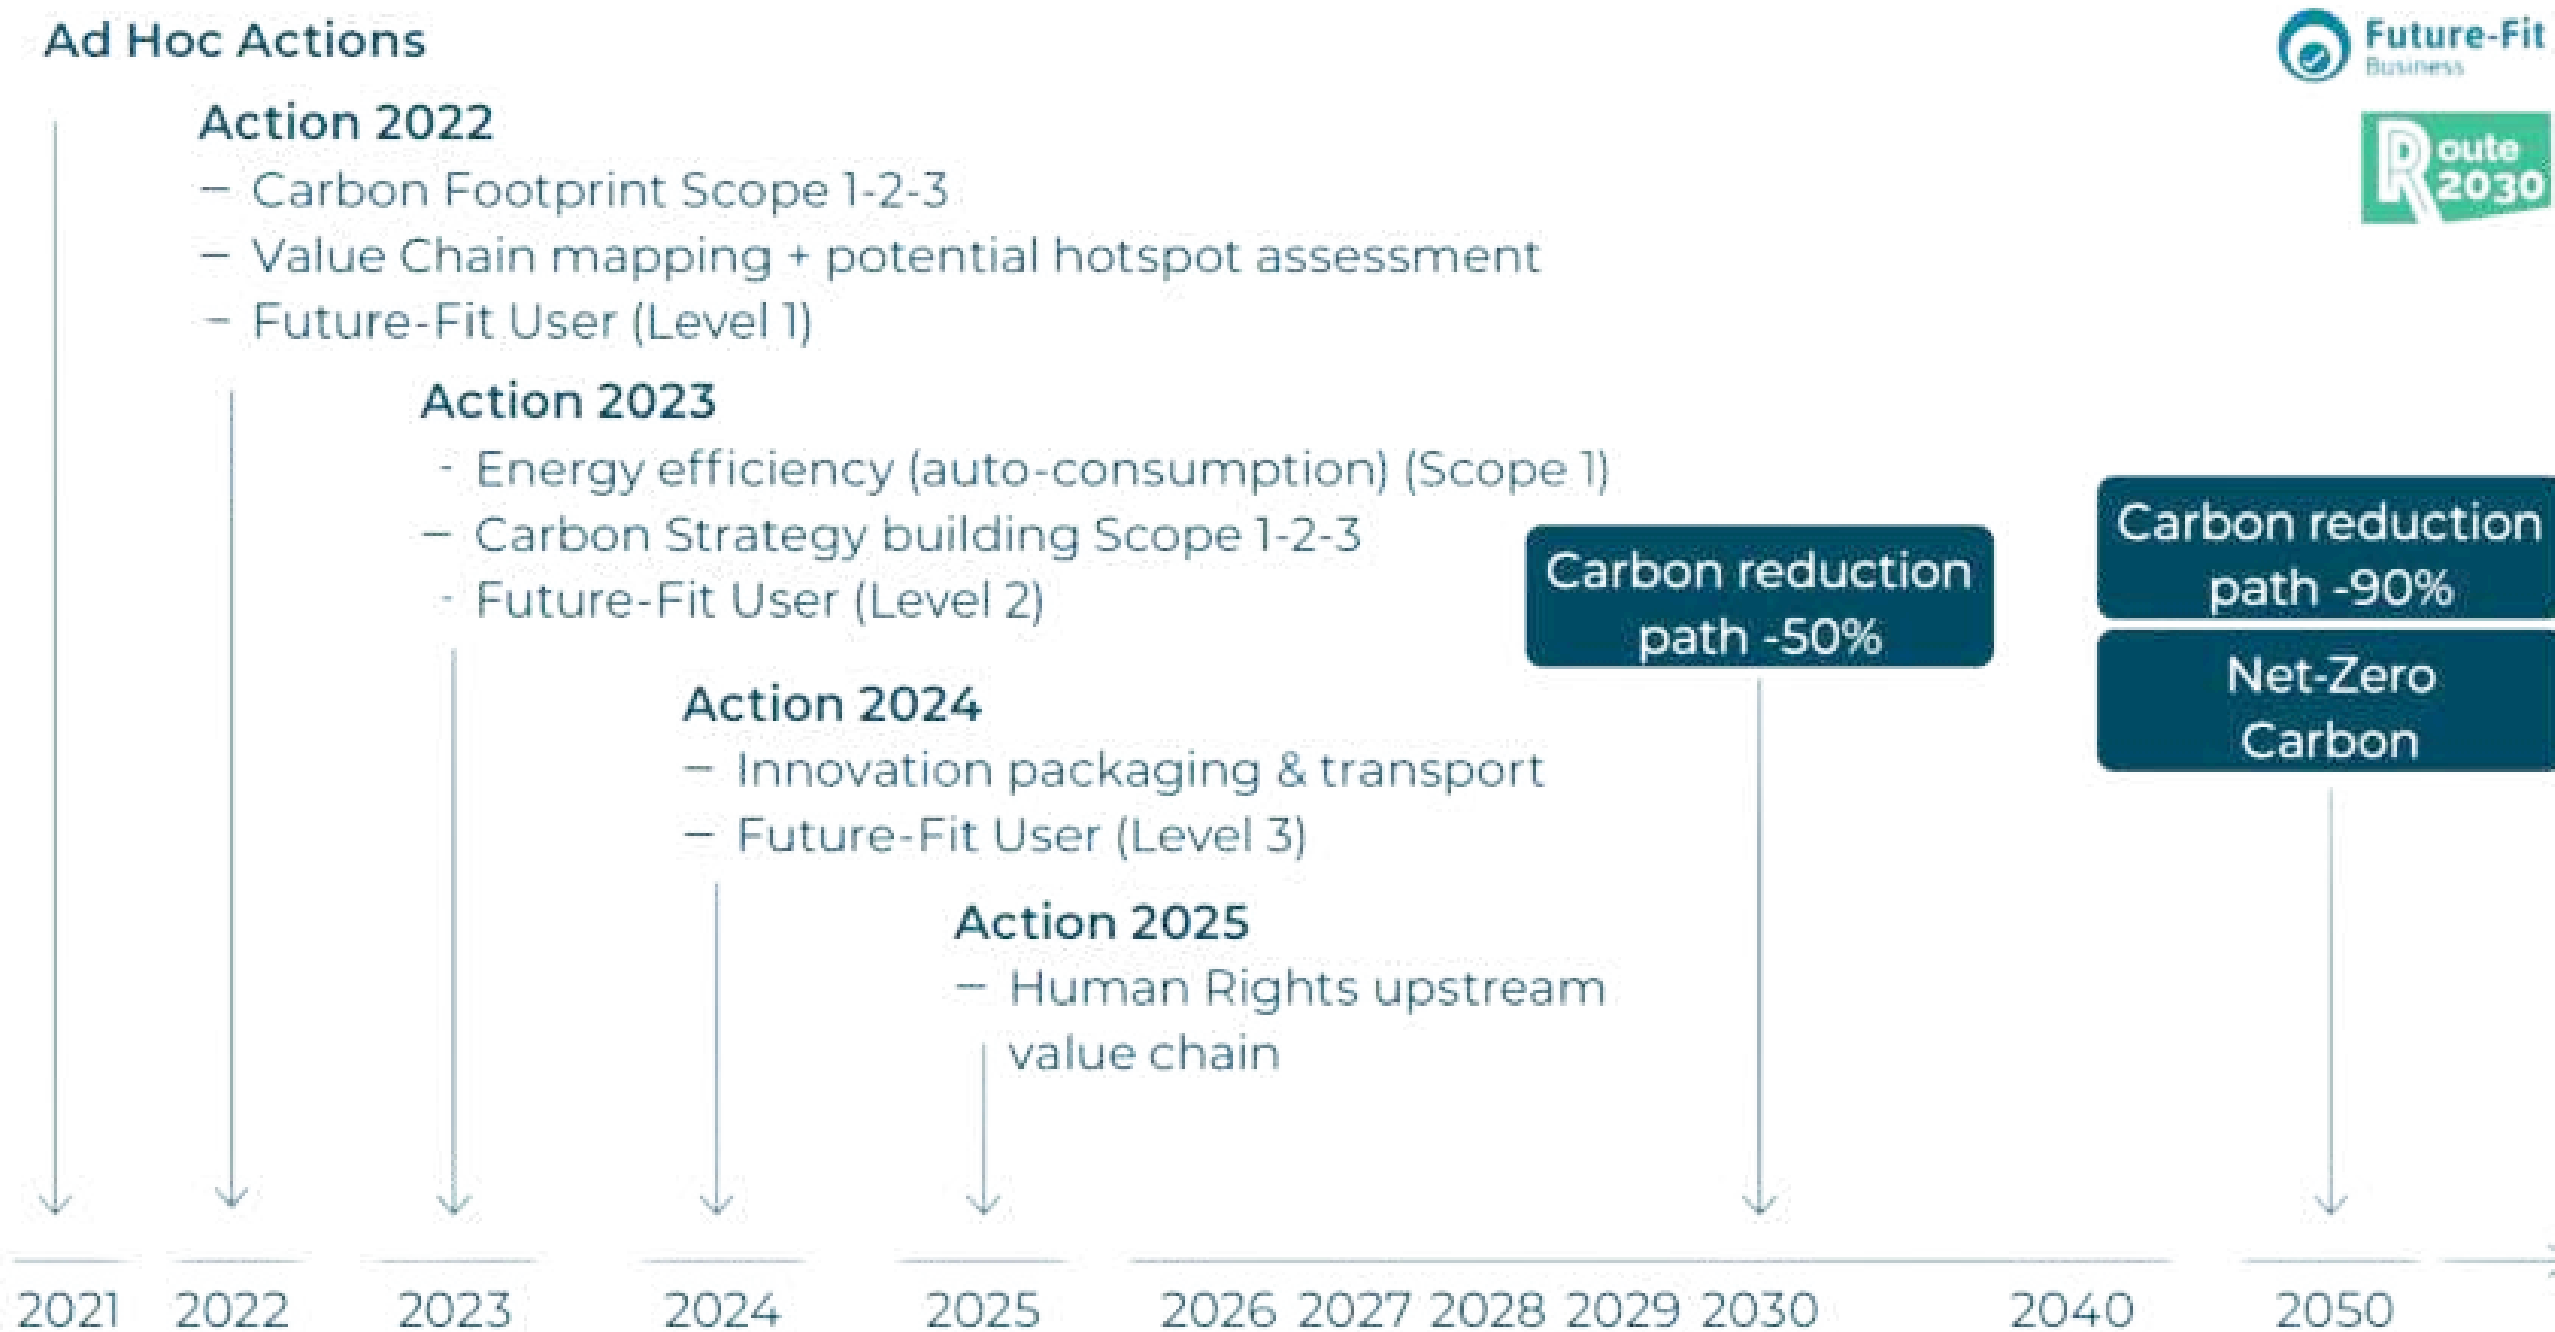 Ad Hoc Actions
Future-Fit
Business
Route
2030
Action 2022
– Carbon Footprint Scope 1-2-3
– Value Chain mapping + potential hotspot assessment
– Future-Fit User (Level 1)
Action 2023
- Energy efficiency (auto-consumption) (Scope 1)
– Carbon Strategy building Scope 1-2-3
- Future-Fit User (Level 2)
Carbon reduction
path -50%
Carbon reduction
path -90%
Net-Zero
Carbon
Action 2024
– Innovation packaging & transport
– Future-Fit User (Level 3)
Action 2025
– Human Rights upstream
value chain
2021 2022 2023 2024 2025 2026 2027 2028 2029 2030 2040 2050